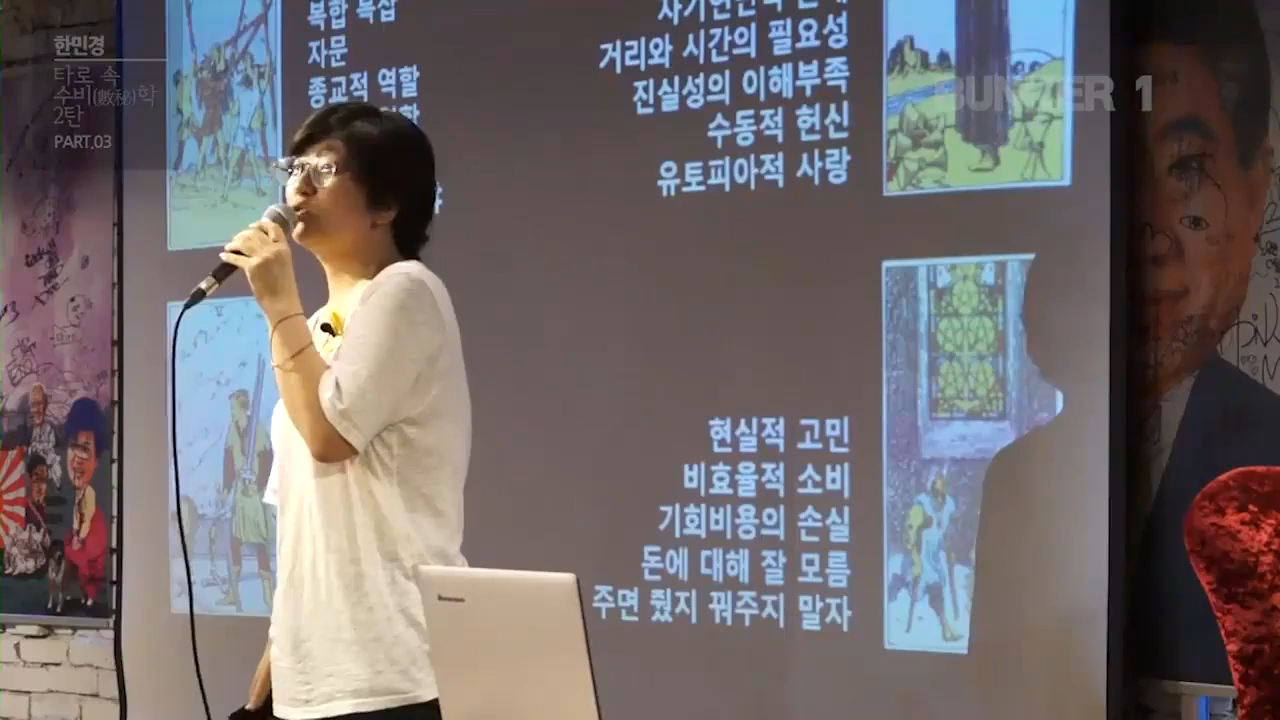 한민경
타로 속
수비(數秘)학
2탄
PART.03
BUNKER 1
복합 복잡
자문
종교적 역할
거리와 시간의 필요성
진실성의 이해부족
수동적 헌신
유토피아적 사랑
현실적 고민
비효율적 소비
기회비용의 손실
돈에 대해 잘 모름
주면 줬지 꿔주지 말자
lenovo